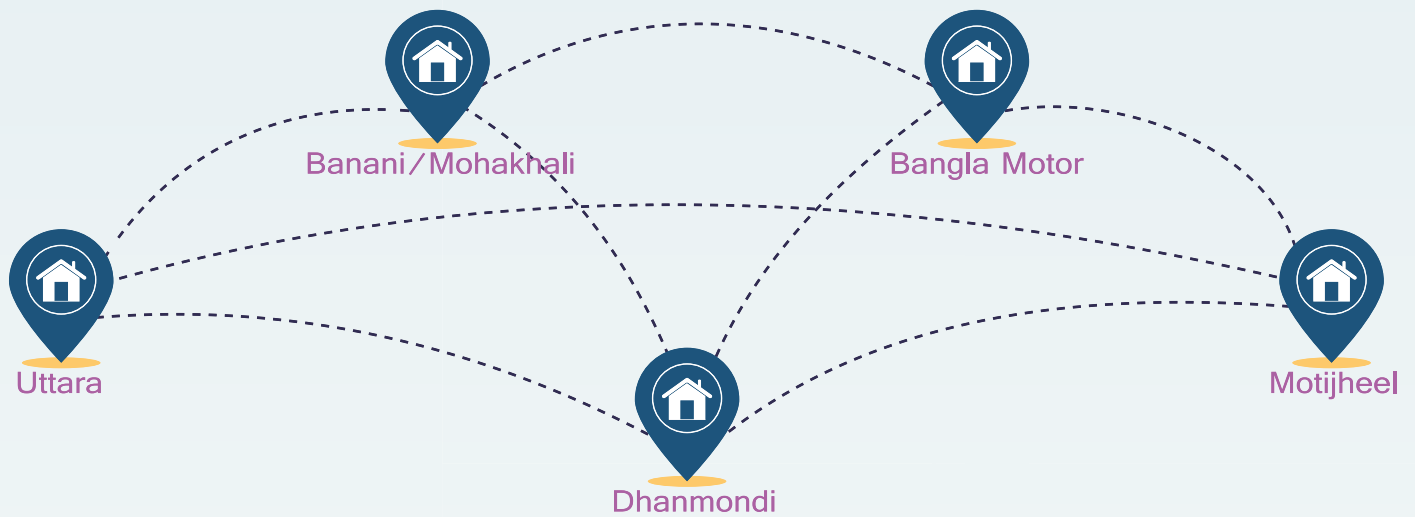 Banani/Mohakhali
Bangla Motor
Uttara
Motijheel
Dhanmondi